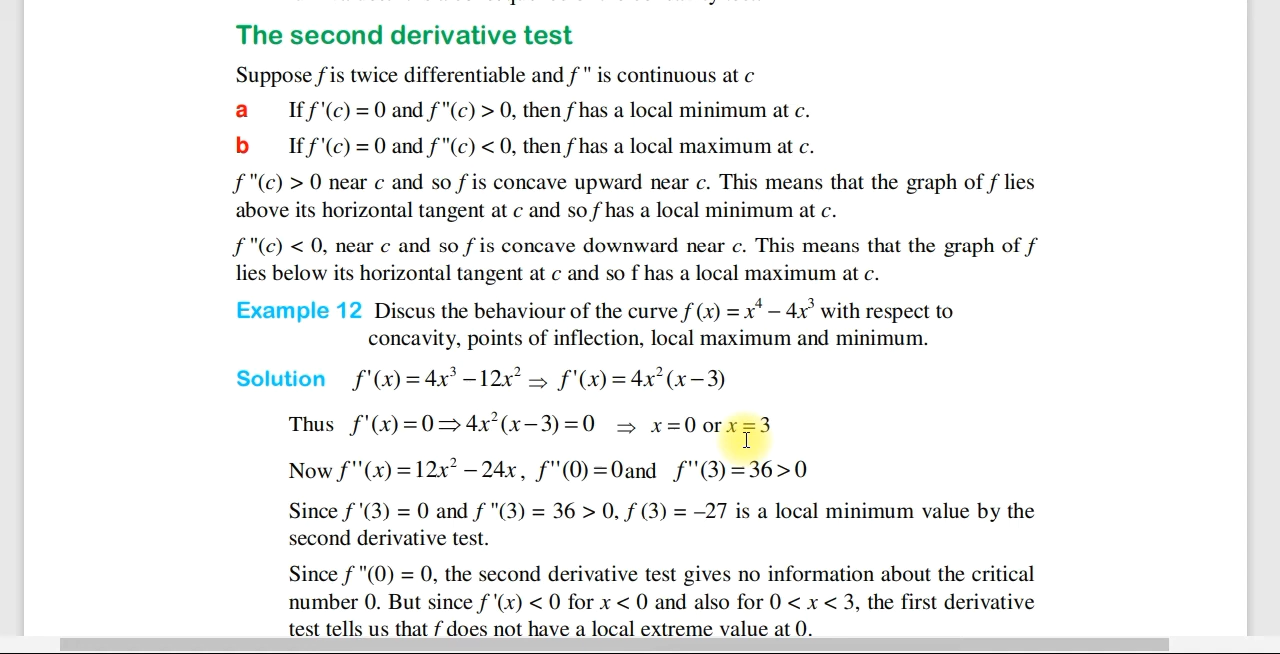 The second derivative test
Suppose f is twice differentiable and f " is continuous at c
a If f '(c) = 0 and f "(c) > 0, then f has a local minimum at c.
b If f '(c) = 0 and f "(c) < 0, then f has a local maximum at c.
f "(c) > 0 near c and so f is concave upward near c. This means that the graph of f lies
above its horizontal tangent at c and so f has a local minimum at c.
f "(c) < 0, near c and so f is concave downward near c. This means that the graph of f
lies below its horizontal tangent at c and so f has a local maximum at c.
Example 12 Discus the behaviour of the curve f (x) = x⁴ – 4x³ with respect to
concavity, points of inflection, local maximum and minimum.
Solution f '(x) = 4x³ −12x² ⇒ f '(x) = 4x² (x−3)
Thus f '(x) = 0 ⇒ 4x² (x−3) = 0 ⇒ x = 0 or x = 3
Now f ''(x) = 12x² − 24x, f ''(0) = 0 and f ''(3) = 36 > 0
Since f '(3) = 0 and f "(3) = 36 > 0, f (3) = –27 is a local minimum value by the
second derivative test.
Since f "(0) = 0, the second derivative test gives no information about the critical
number 0. But since f '(x) < 0 for x < 0 and also for 0 < x < 3, the first derivative
test tells us that f does not have a local extreme value at 0.